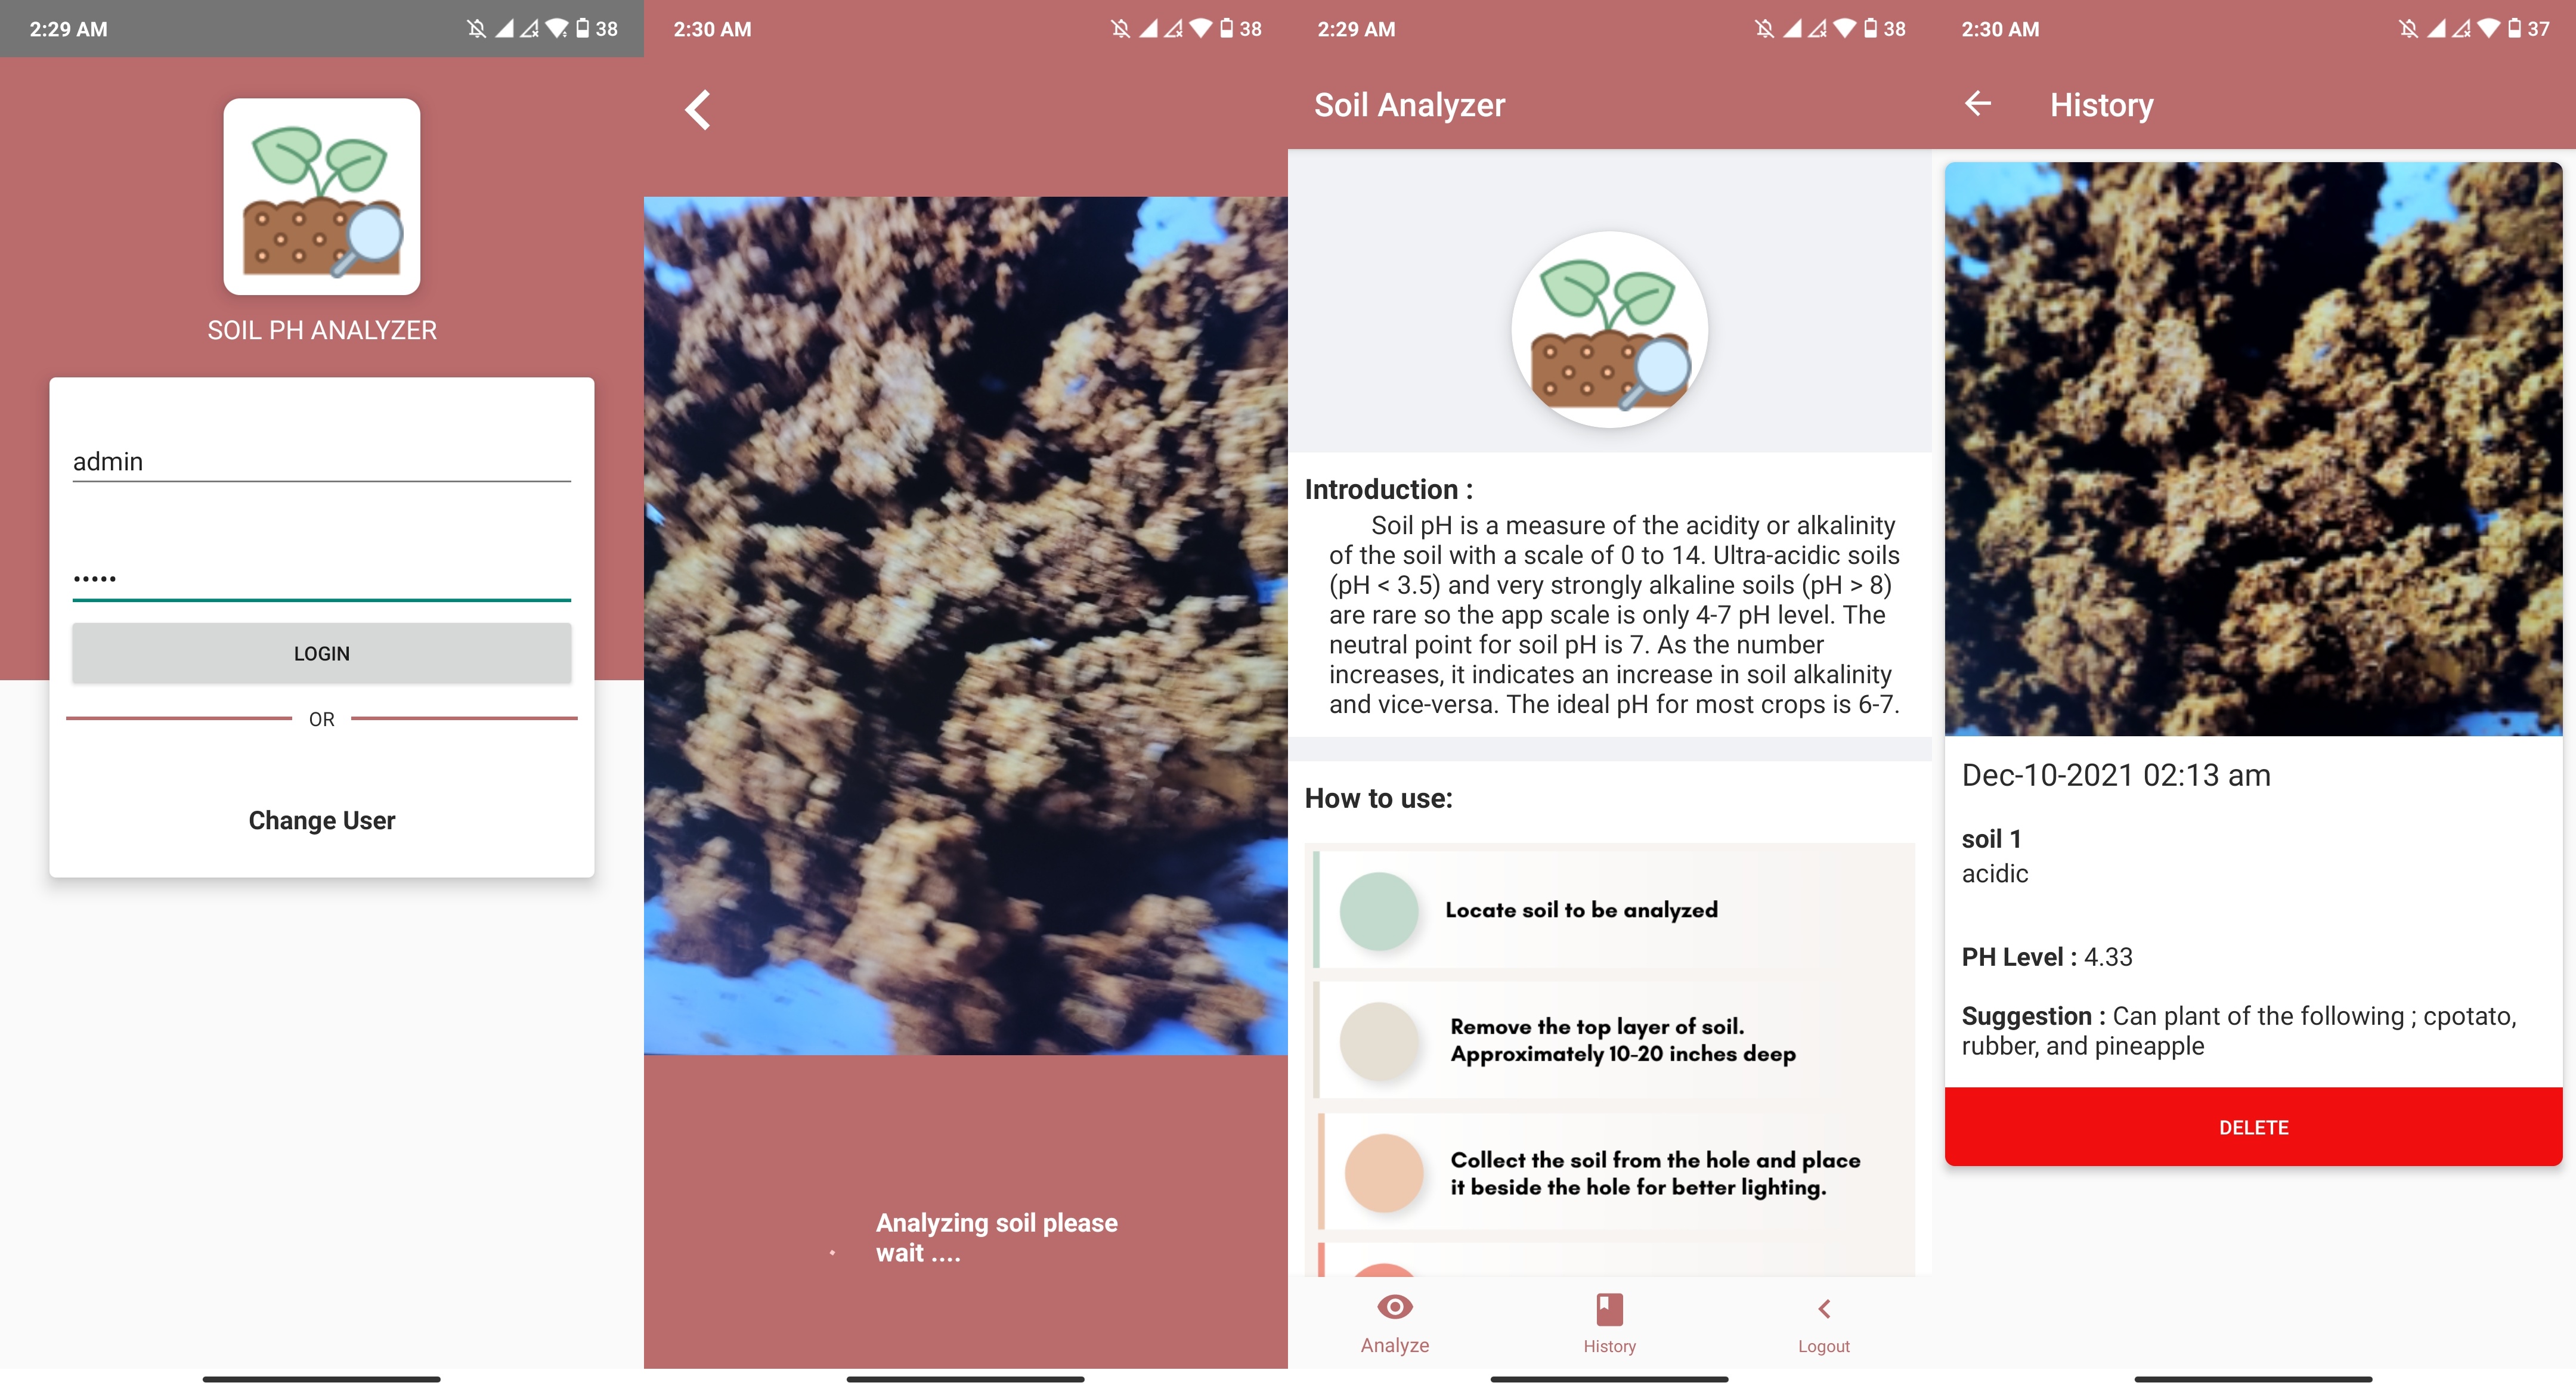 2:29 AM
38
SOIL PH ANALYZER
admin
•••••
LOGIN
OR
Change User
2:30 AM
38
Analyzing soil please
wait ....
2:29 AM
38
Soil Analyzer
Introduction :
Soil pH is a measure of the acidity or alkalinity
of the soil with a scale of 0 to 14. Ultra-acidic soils
(pH < 3.5) and very strongly alkaline soils (pH > 8)
are rare so the app scale is only 4-7 pH level. The
neutral point for soil pH is 7. As the number
increases, it indicates an increase in soil alkalinity
and vice-versa. The ideal pH for most crops is 6-7.
How to use:
Locate soil to be analyzed
Remove the top layer of soil.
Approximately 10-20 inches deep
Collect the soil from the hole and place
it beside the hole for better lighting.
Analyze
History
Logout
2:30 AM
37
History
Dec-10-2021 02:13 am
soil 1
acidic
PH Level : 4.33
Suggestion : Can plant of the following ; cpotato,
rubber, and pineapple
DELETE